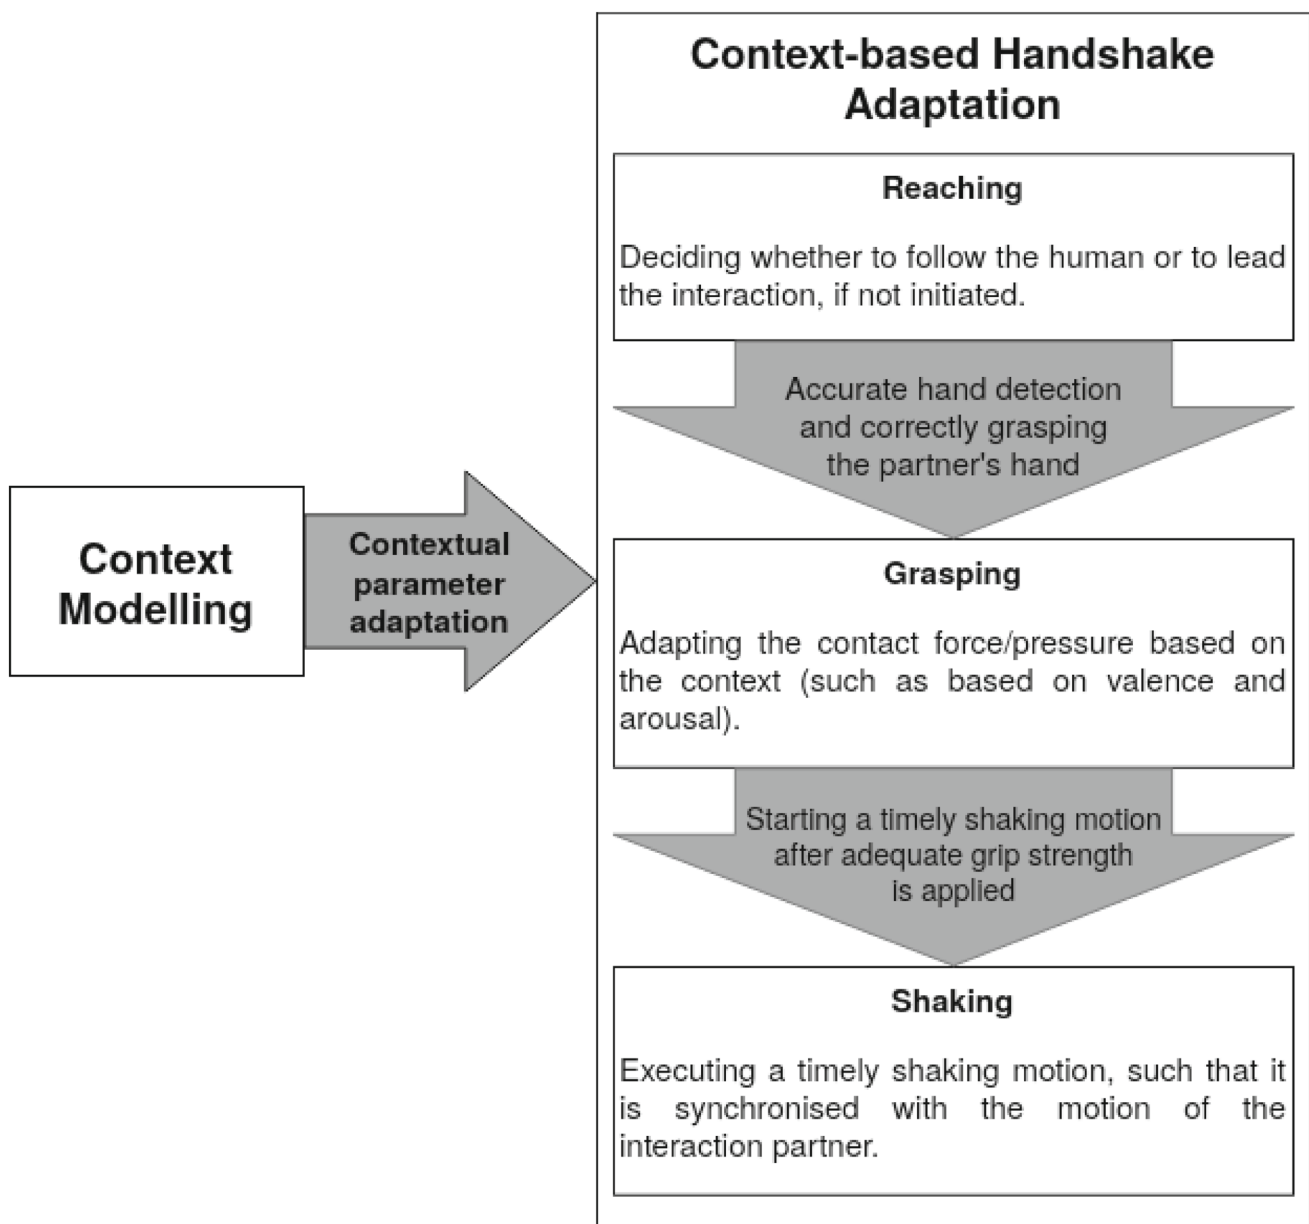 Context-based Handshake
Adaptation
Reaching
Deciding whether to follow the human or to lead
the interaction, if not initiated.
Accurate hand detection
and correctly grasping
the partner's hand
Context
Modelling
Contextual
parameter
adaptation
Grasping
Adapting the contact force/pressure based on
the context (such as based on valence and
arousal).
Starting a timely shaking motion
after adequate grip strength
is applied
Shaking
Executing a timely shaking motion, such that it
is synchronised with the motion of the
interaction partner.